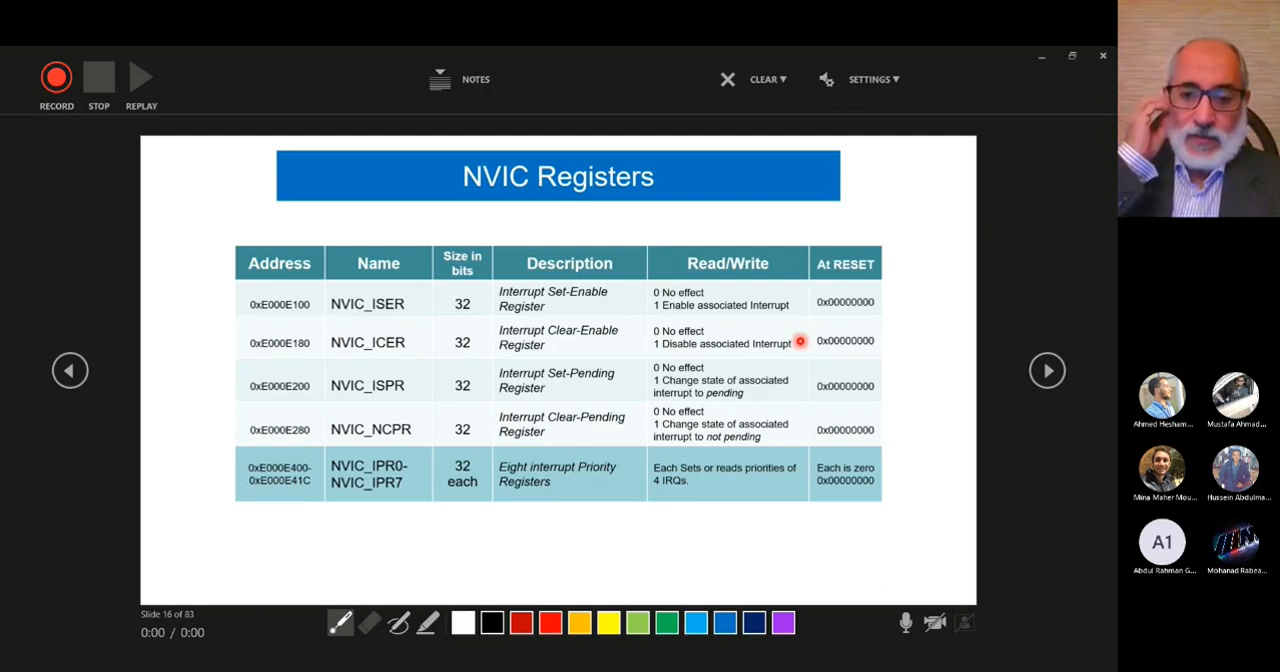 NOTES
CLEAR
SETTINGS
RECORD STOP REPLAY
NVIC Registers
Address Name Size in bits Description Read/Write At RESET
0xE000E100 NVIC_ISER 32 Interrupt Set-Enable Register 0 No effect 1 Enable associated Interrupt 0x00000000
0xE000E180 NVIC_ICER 32 Interrupt Clear-Enable Register 0 No effect 1 Disable associated Interrupt 0x00000000
0xE000E200 NVIC_ISPR 32 Interrupt Set-Pending Register 0 No effect 1 Change state of associated interrupt to pending 0x00000000
0xE000E280 NVIC_NCPR 32 Interrupt Clear-Pending Register 0 No effect 1 Change state of associated interrupt to not pending 0x00000000
0xE000E400-0xE000E41C NVIC_IPR0-NVIC_IPR7 32 each Eight interrupt Priority Registers Each Sets or reads priorities of 4 IRQs. Each is zero 0x00000000
Slide 16 of 83
0:00 / 0:00
Ahmed Hesham... Mustafa Ahmad...
Mina Maher Mou... Hussein Abdulma...
A1
Abdul Rahman G... Mohanad Rabea...